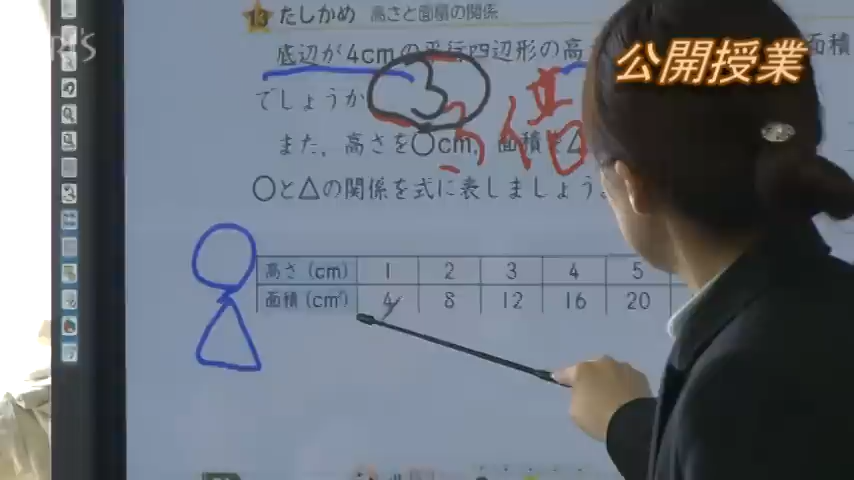 13 たしかめ 高さと面積の関係
底辺が4cmの平行四辺形の高
面積
公開授業
でしょうか
3
また, 高さを○cm, 面積を△
○と△の関係を式に表しましょう。
高さ(cm) 1 2 3 4 5
面積(cm²) 4 8 12 16 20